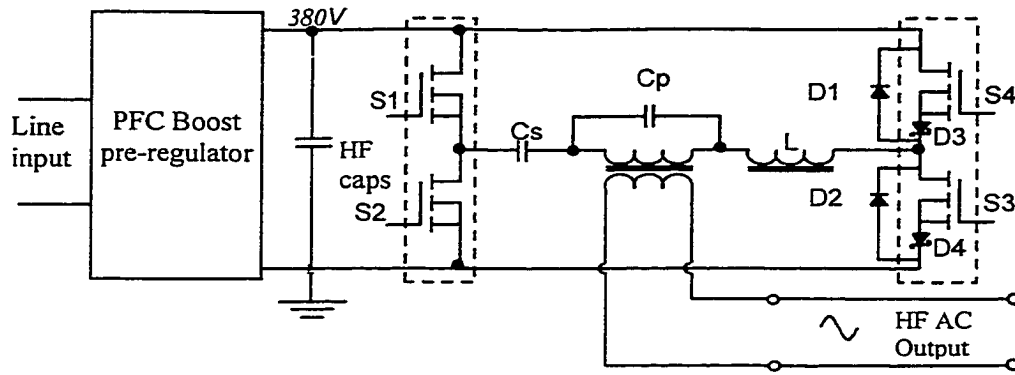 380V
Line
input
PFC Boost
pre-regulator
HF
caps
S1
S2
Cs
Cp
L
D1
D2
D3
D4
S4
S3
HF AC
Output